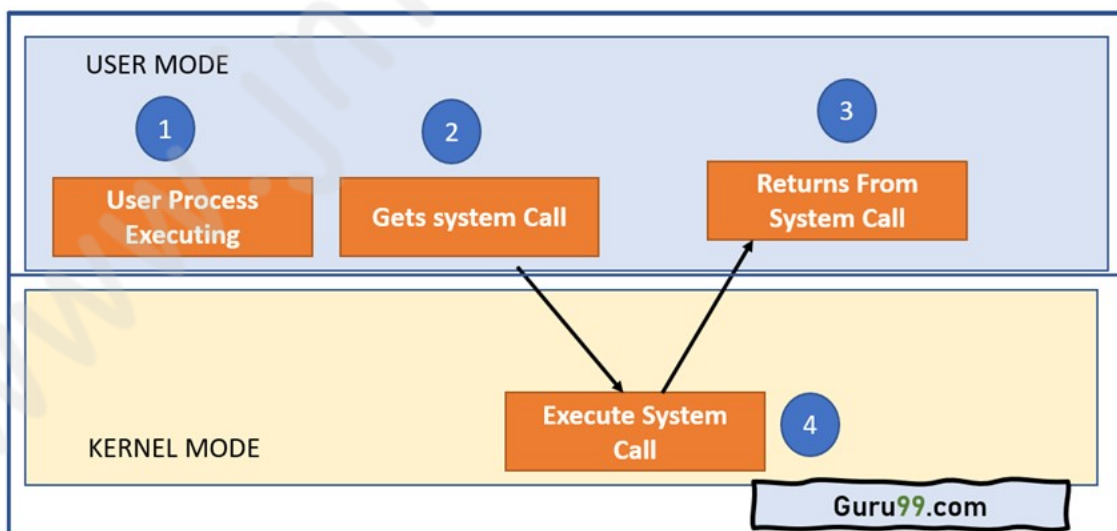 USER MODE
1
2
3
User Process
Executing
Gets system Call
Returns From
System Call
Execute System
Call
4
KERNEL MODE
Guru99.com